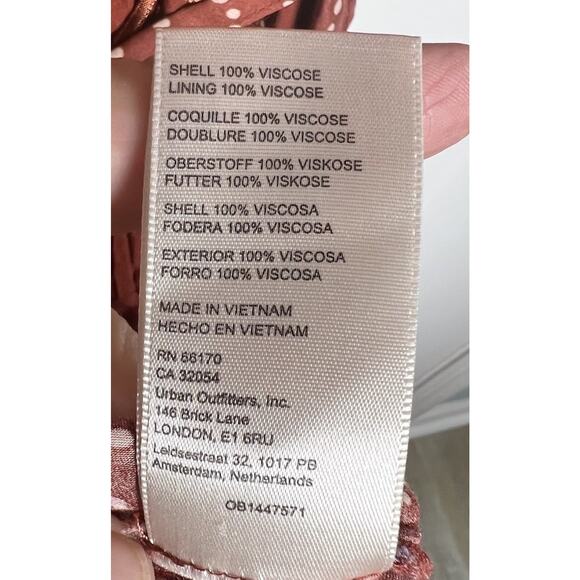 SHELL 100% VISCOSE
LINING 100% VISCOSE
COQUILLE 100% VISCOSE
DOUBLURE 100% VISCOSE
OBERSTOFF 100% VISKOSE
FUTTER 100% VISKOSE
SHELL 100% VISCOSA
FODERA 100% VISCOSA
EXTERIOR 100% VISCOSA
FORRO 100% VISCOSA
MADE IN VIETNAM
HECHO EN VIETNAM
RN 66170
CA 32054
Urban Outfitters, Inc.
146 Brick Lane
LONDON, E1 6RU
Leidsestraat 32, 1017 PB
Amsterdam, Netherlands
OB1447571